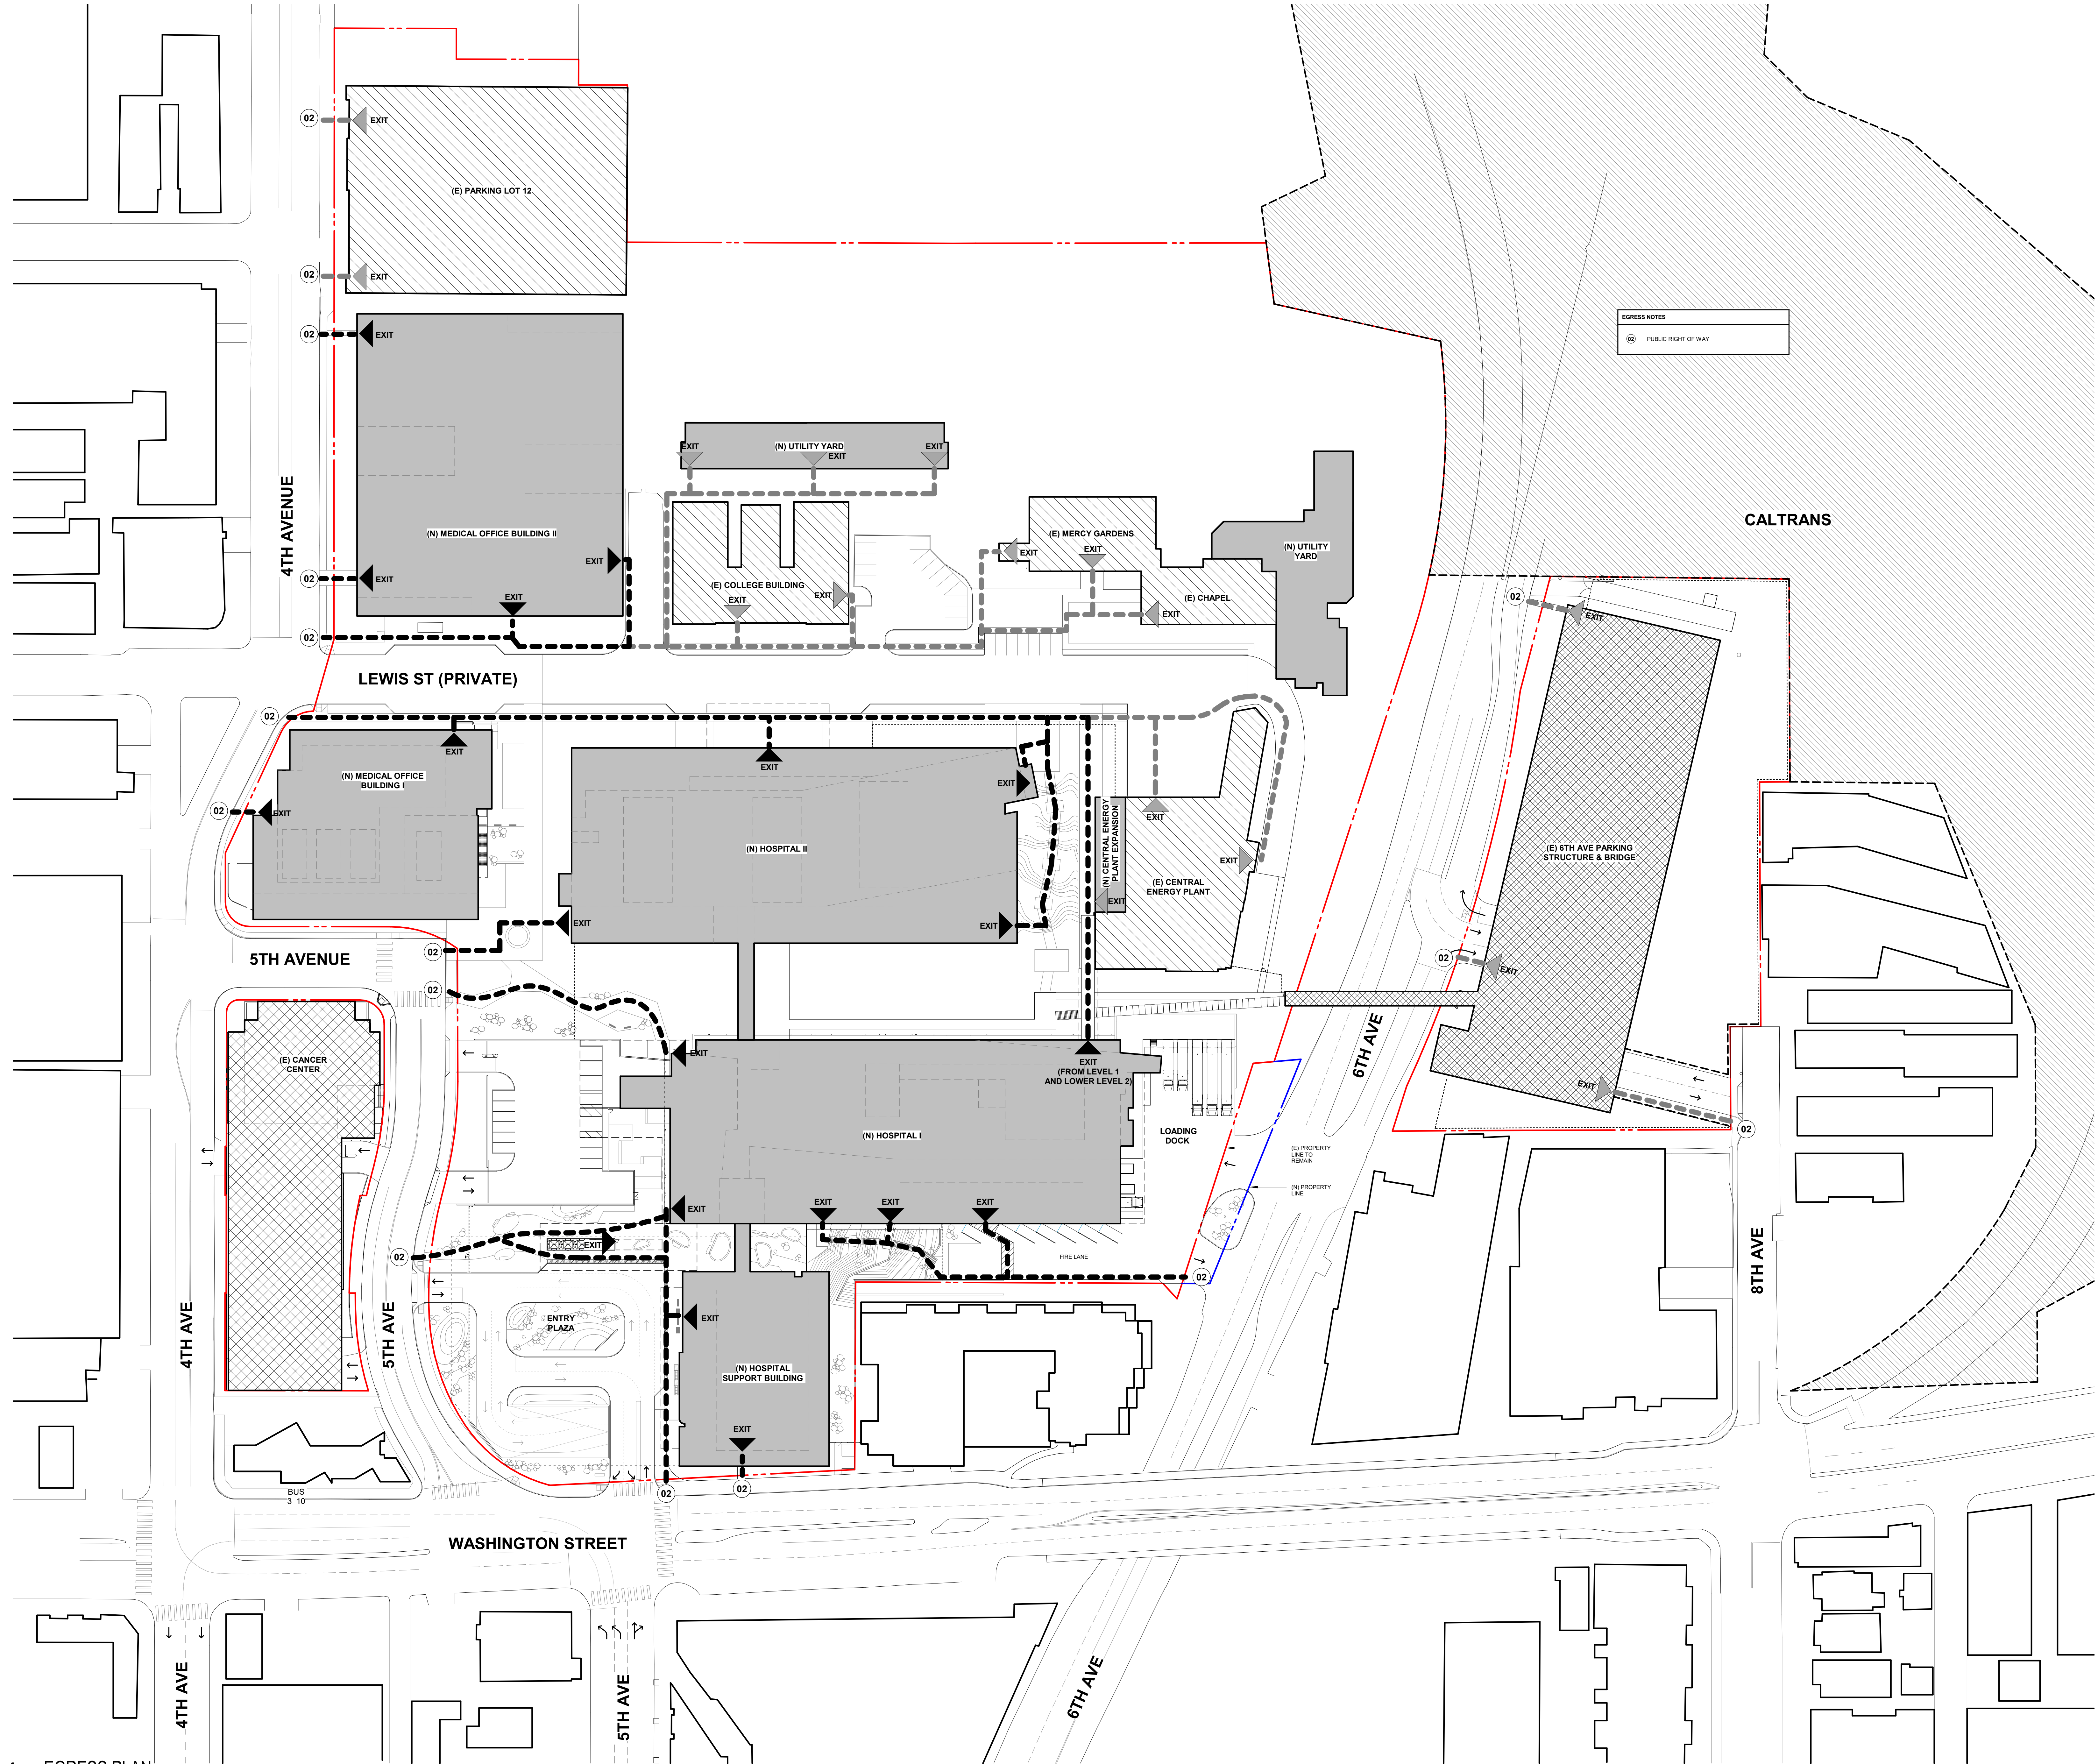 02
EXIT
(E) PARKING LOT 12
02
EXIT
EGRESS NOTES
02 PUBLIC RIGHT OF WAY
02
EXIT
EXIT
(N) UTILITY YARD
EXIT
EXIT
4TH AVENUE
(N) MEDICAL OFFICE BUILDING II
EXIT
(E) MERCY GARDENS
EXIT
EXIT
(N) UTILITY
YARD
CALTRANS
02
EXIT
(E) COLLEGE BUILDING
EXIT
EXIT
EXIT
(E) CHAPEL
EXIT
02
EXIT
02
LEWIS ST (PRIVATE)
02
EXIT
EXIT
(N) MEDICAL OFFICE
BUILDING I
EXIT
02
EXIT
EXIT
(N) HOSPITAL II
(N) CENTRAL ENERGY
PLANT EXPANSION
EXIT
(E) CENTRAL
ENERGY PLANT
EXIT
(E) 6TH AVE PARKING
STRUCTURE & BRIDGE
EXIT
EXIT
02
5TH AVENUE
02
EXIT
02
(E) CANCER
CENTER
EXIT
EXIT
(FROM LEVEL 1
AND LOWER LEVEL 2)
6TH AVE
EXIT
02
(N) HOSPITAL I
LOADING
DOCK
(E) PROPERTY
LINE TO
REMAIN
(N) PROPERTY
LINE
EXIT
EXIT
EXIT
EXIT
EXIT
02
FIRE LANE
02
8TH AVE
4TH AVE
5TH AVE
ENTRY
PLAZA
EXIT
(N) HOSPITAL
SUPPORT BUILDING
EXIT
02
02
BUS
3 10
WASHINGTON STREET
4TH AVE
5TH AVE
6TH AVE
EGRESS PLAN